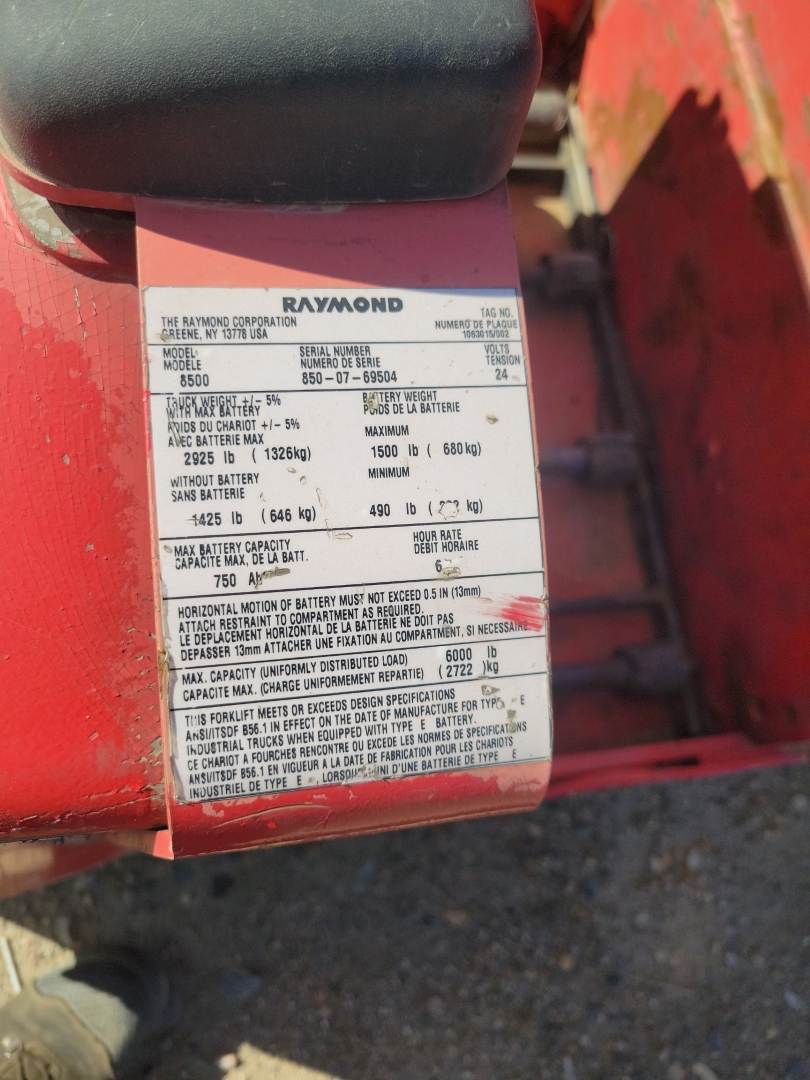 RAYMOND
THE RAYMOND CORPORATION
GREENE, NY 13778 USA
TAG NO.
NUMERO DE PLAQUE
1063015/002
MODEL
MODÈLE
8500
SERIAL NUMBER
NUMERO DE SERIE
850-07-69504
VOLTS
TENSION
24
TRUCK WEIGHT +/- 5%
WITH MAX BATTERY
POIDS DU CHARIOT +/- 5%
AVEC BATTERIE MAX
2925 lb ( 1326kg)
WITHOUT BATTERY
SANS BATTERIE
1425 lb (646 kg)
BATTERY WEIGHT
POIDS DE LA BATTERIE
MAXIMUM
1500 lb ( 680kg)
MINIMUM
490 lb ( kg)
MAX BATTERY CAPACITY
CAPACITE MAX, DE LA BATT.
750 Ah
HOUR RATE
DEBIT HORAIRE
6
HORIZONTAL MOTION OF BATTERY MUST NOT EXCEED 0.5 IN (13mm)
ATTACH RESTRAINT TO COMPARTMENT AS REQUIRED.
LE DEPLACEMENT HORIZONTAL DE LA BATTERIE NE DOIT PAS
DEPASSER 13mm ATTACHER UNE FIXATION AU COMPARTMENT, SI NECESSAIRE.
MAX. CAPACITY (UNIFORMLY DISTRIBUTED LOAD) 6000 lb
CAPACITE MAX. (CHARGE UNIFORMEMENT REPARTIE) ( 2722 )kg
THIS FORKLIFT MEETS OR EXCEEDS DESIGN SPECIFICATIONS
ANSI/ITSDF B56.1 IN EFFECT ON THE DATE OF MANUFACTURE FOR TYPE E
INDUSTRIAL TRUCKS WHEN EQUIPPED WITH TYPE E BATTERY.
CE CHARIOT A FOURCHES RENCONTRE OU EXCEDE LES NORMES DE SPECIFICATIONS
ANSI/ITSDF B56.1 EN VIGUEUR A LA DATE DE FABRICATION POUR LES CHARIOTS
INDUSTRIEL DE TYPE E , LORSQU'MUNI D'UNE BATTERIE DE TYPE E